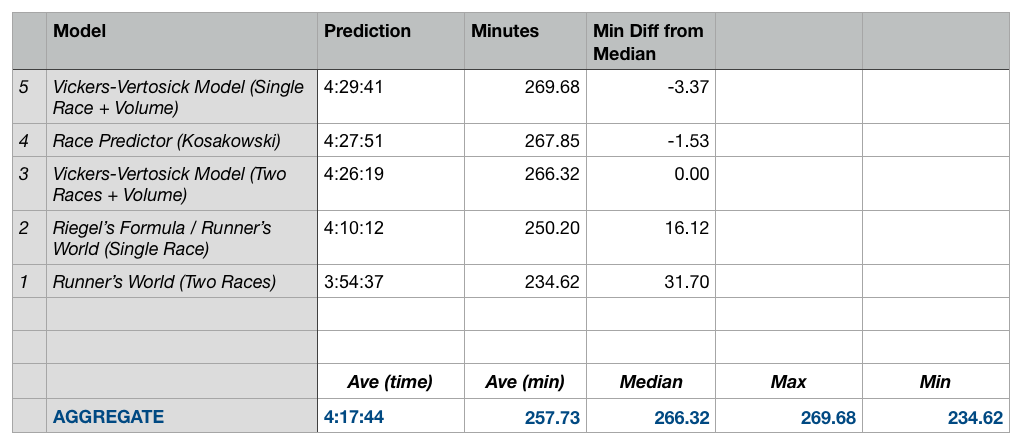 Model Prediction Minutes Min Diff from
Median
5 Vickers-Vertosick Model (Single 4:29:41 269.68 -3.37
Race + Volume)
4 Race Predictor (Kosakowski) 4:27:51 267.85 -1.53
3 Vickers-Vertosick Model (Two 4:26:19 266.32 0.00
Races + Volume)
2 Riegel’s Formula / Runner’s 4:10:12 250.20 16.12
World (Single Race)
1 Runner’s World (Two Races) 3:54:37 234.62 31.70
Ave (time) Ave (min) Median Max Min
AGGREGATE 4:17:44 257.73 266.32 269.68 234.62